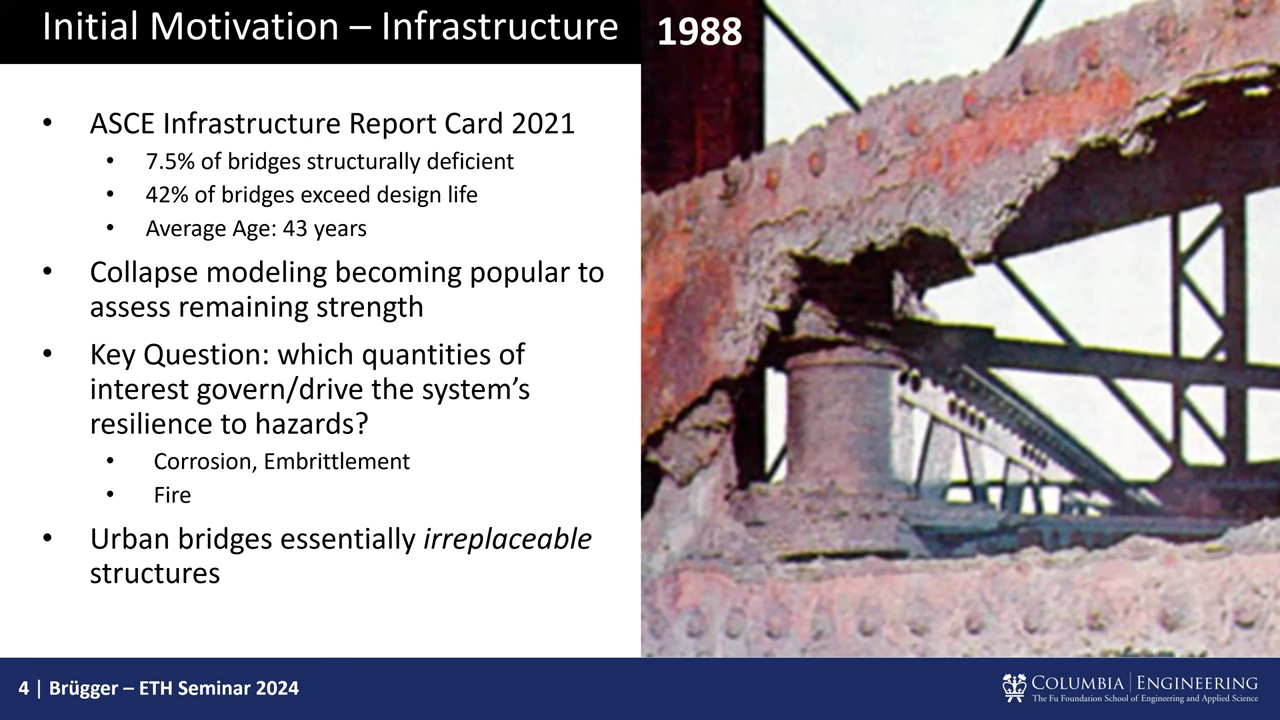 Initial Motivation – Infrastructure
1988
• ASCE Infrastructure Report Card 2021
• 7.5% of bridges structurally deficient
• 42% of bridges exceed design life
• Average Age: 43 years
• Collapse modeling becoming popular to
assess remaining strength
• Key Question: which quantities of
interest govern/drive the system’s
resilience to hazards?
• Corrosion, Embrittlement
• Fire
• Urban bridges essentially irreplaceable
structures
4 | Brügger – ETH Seminar 2024
COLUMBIA | ENGINEERING
The Fu Foundation School of Engineering and Applied Science